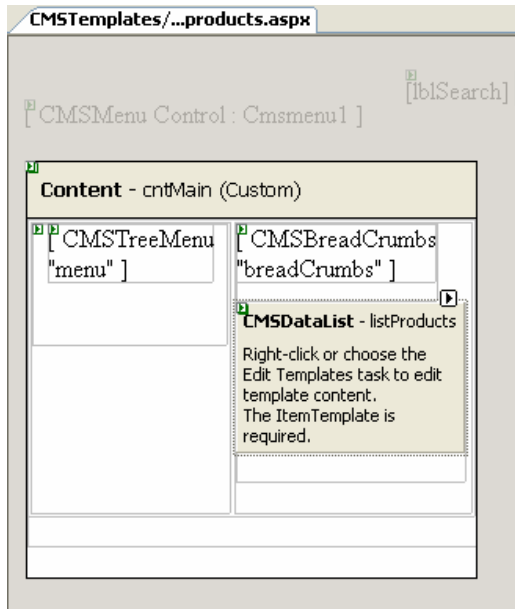 CMSTemplates/...products.aspx
[lblSearch]
[ CMSMenu Control : Cmsmenu1 ]
Content - cntMain (Custom)
[ CMSTreeMenu
"menu" ]
[ CMSBreadCrumbs
"breadCrumbs" ]
CMSDataList - listProducts
Right-click or choose the
Edit Templates task to edit
template content.
The ItemTemplate is
required.